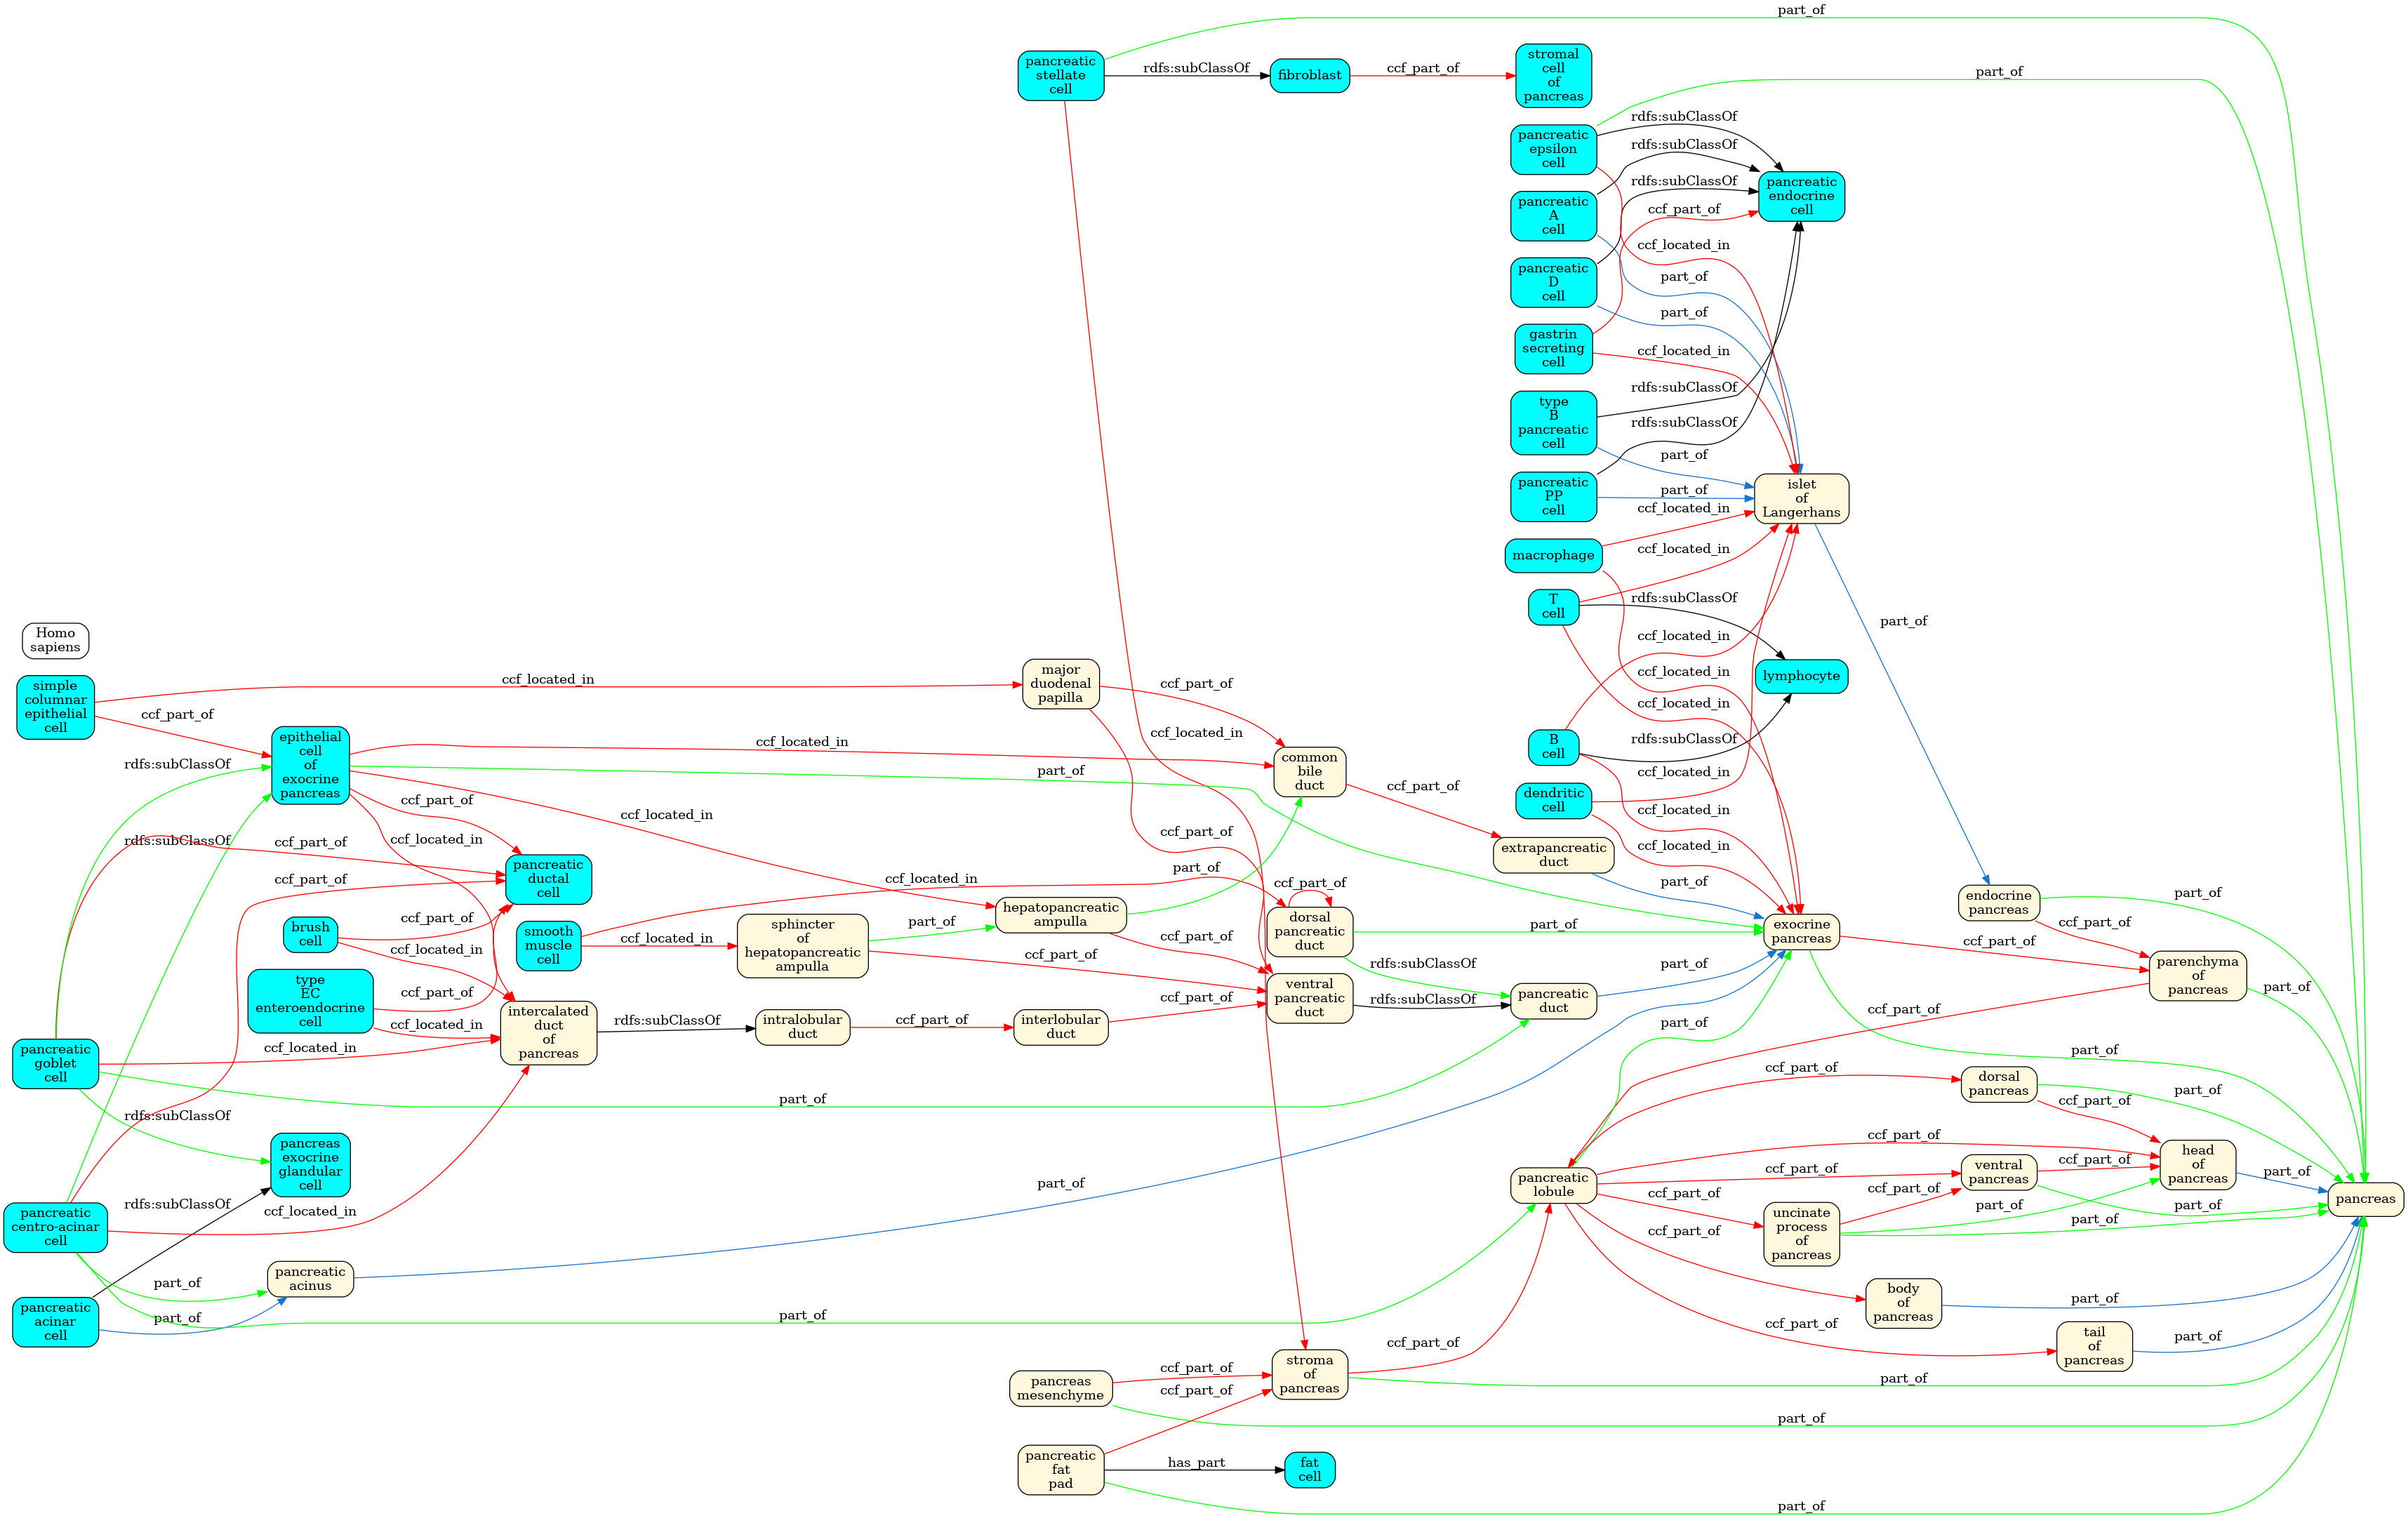 part_of
pancreatic
stellate
cell
rdfs:subClassOf
fibroblast
ccf_part_of
stromal
cell
of
pancreas
part_of
pancreatic
epsilon
cell
rdfs:subClassOf
pancreatic
A
cell
rdfs:subClassOf
pancreatic
endocrine
cell
rdfs:subClassOf
ccf_part_of
pancreatic
D
cell
ccf_located_in
part_of
part_of
gastrin
secreting
cell
ccf_located_in
type
B
pancreatic
cell
rdfs:subClassOf
rdfs:subClassOf
part_of
pancreatic
PP
cell
part_of
islet
of
Langerhans
ccf_located_in
macrophage
ccf_located_in
T
cell
rdfs:subClassOf
part_of
ccf_located_in
ccf_located_in
lymphocyte
ccf_located_in
B
cell
rdfs:subClassOf
ccf_located_in
dendritic
cell
ccf_located_in
ccf_located_in
Homo
sapiens
simple
columnar
epithelial
cell
ccf_located_in
ccf_part_of
major
duodenal
papilla
ccf_part_of
ccf_located_in
epithelial
cell
of
exocrine
pancreas
rdfs:subClassOf
ccf_located_in
part_of
common
bile
duct
ccf_part_of
ccf_part_of
ccf_located_in
ccf_located_in
ccf_part_of
rdfs:subClassOf
ccf_part_of
extrapancreatic
duct
part_of
pancreatic
ductal
cell
ccf_part_of
part_of
ccf_located_in
ccf_part_of
brush
cell
ccf_part_of
ccf_located_in
smooth
muscle
cell
ccf_located_in
sphincter
of
hepatopancreatic
ampulla
part_of
hepatopancreatic
ampulla
ccf_part_of
ccf_part_of
dorsal
pancreatic
duct
part_of
rdfs:subClassOf
exocrine
pancreas
ccf_part_of
endocrine
pancreas
part_of
ccf_part_of
parenchyma
of
pancreas
part_of
type
EC
enteroendocrine
cell
ccf_part_of
ccf_located_in
intercalated
duct
of
pancreas
rdfs:subClassOf
intralobular
duct
ccf_part_of
interlobular
duct
ccf_part_of
ventral
pancreatic
duct
rdfs:subClassOf
pancreatic
duct
part_of
ccf_part_of
pancreatic
goblet
cell
ccf_located_in
part_of
rdfs:subClassOf
part_of
part_of
ccf_part_of
dorsal
pancreas
part_of
ccf_part_of
pancreas
exocrine
glandular
cell
rdfs:subClassOf
pancreatic
centro-acinar
cell
ccf_located_in
part_of
part_of
pancreatic
acinus
part_of
pancreatic
acinar
cell
part_of
pancreatic
lobule
ccf_part_of
ccf_part_of
ccf_part_of
ccf_part_of
ccf_part_of
ventral
pancreas
ccf_part_of
head
of
pancreas
part_of
pancreas
uncinate
process
of
pancreas
ccf_part_of
part_of
part_of
part_of
body
of
pancreas
part_of
tail
of
pancreas
part_of
pancreas
mesenchyme
ccf_part_of
ccf_part_of
stroma
of
pancreas
ccf_part_of
part_of
part_of
pancreatic
fat
pad
has_part
fat
cell
part_of